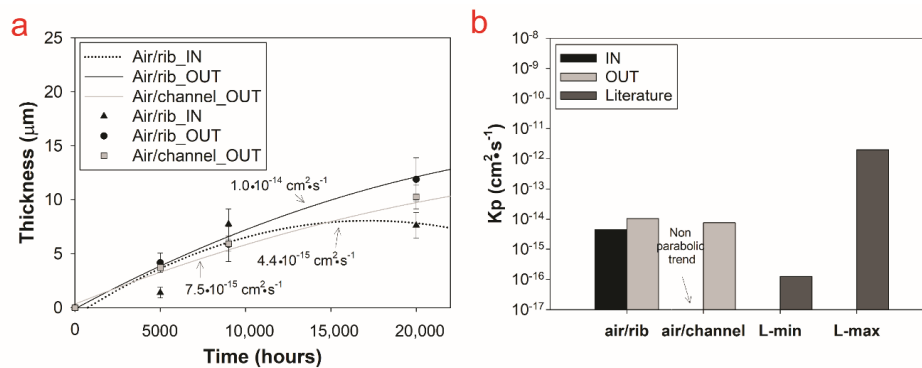 a
25
20
15
10
5
0
Thickness (μm)
Air/rib_IN
Air/rib_OUT
Air/channel_OUT
Air/rib_IN
Air/rib_OUT
Air/channel_OUT
1.0•10⁻¹⁴ cm²•s⁻¹
4.4•10⁻¹⁵ cm²•s⁻¹
7.5•10⁻¹⁵ cm²•s⁻¹
0
5000
10,000
15,000
20,000
Time (hours)
b
10⁻⁸
10⁻⁹
10⁻¹⁰
10⁻¹¹
10⁻¹²
10⁻¹³
10⁻¹⁴
10⁻¹⁵
10⁻¹⁶
10⁻¹⁷
Kp (cm²s⁻¹)
IN
OUT
Literature
Non
parabolic
trend
air/rib
air/channel
L-min
L-max